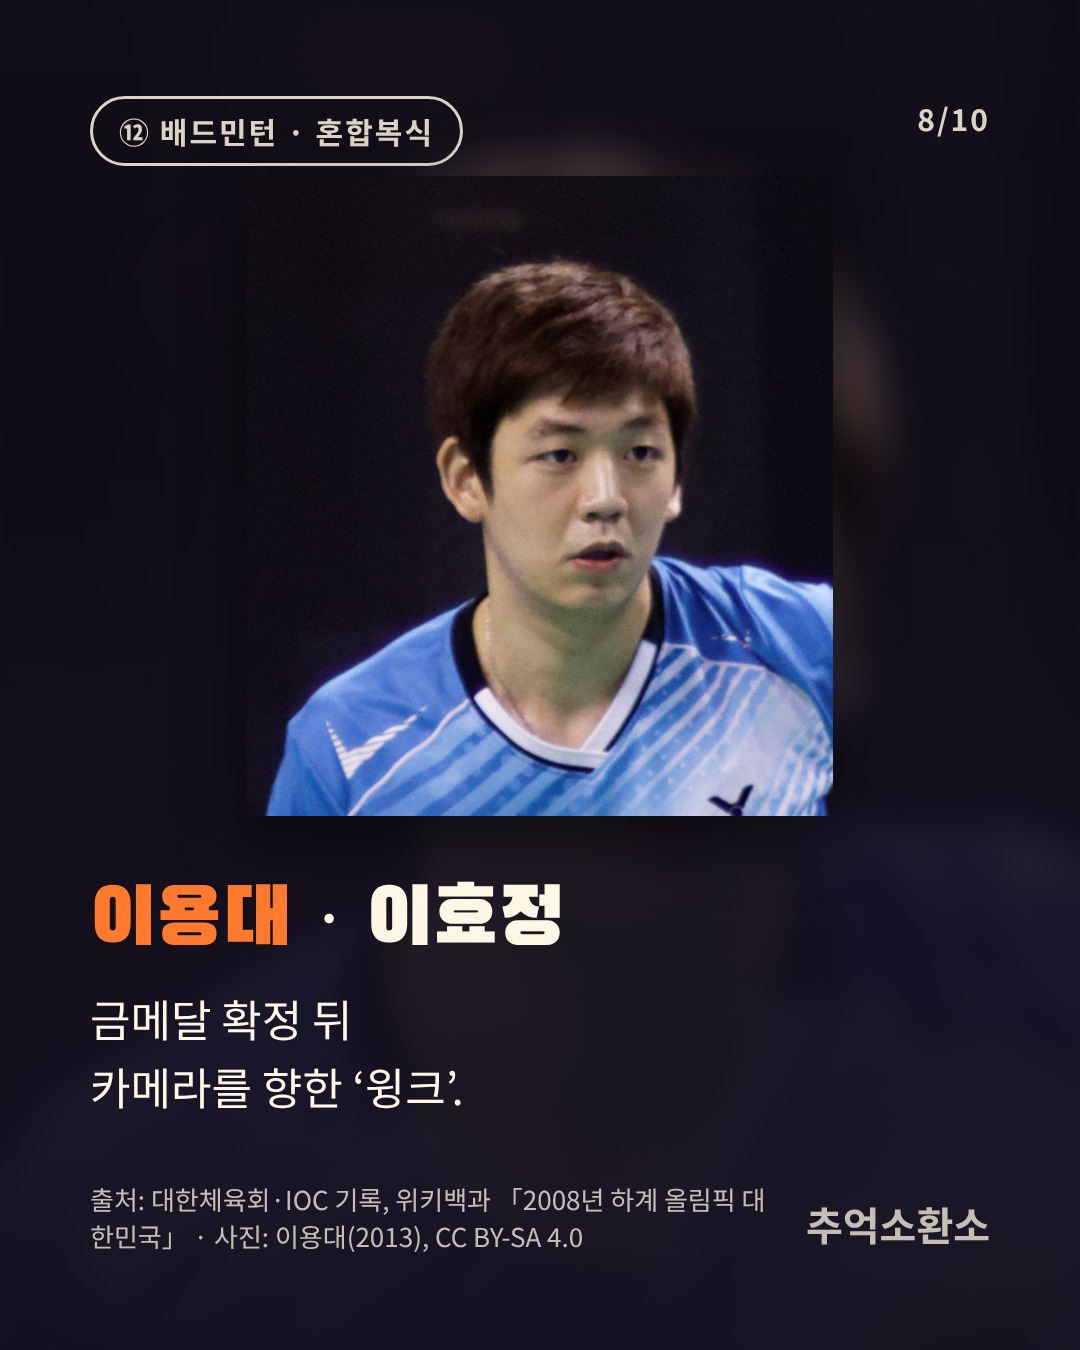 ⑫ 배드민턴 · 혼합복식
8/10
이용대 · 이효정
금메달 확정 뒤
카메라를 향한 ‘윙크’.
출처: 대한체육회·IOC 기록, 위키백과 「2008년 하계 올림픽 대
한민국」 · 사진: 이용대(2013), CC BY-SA 4.0
추억소환소